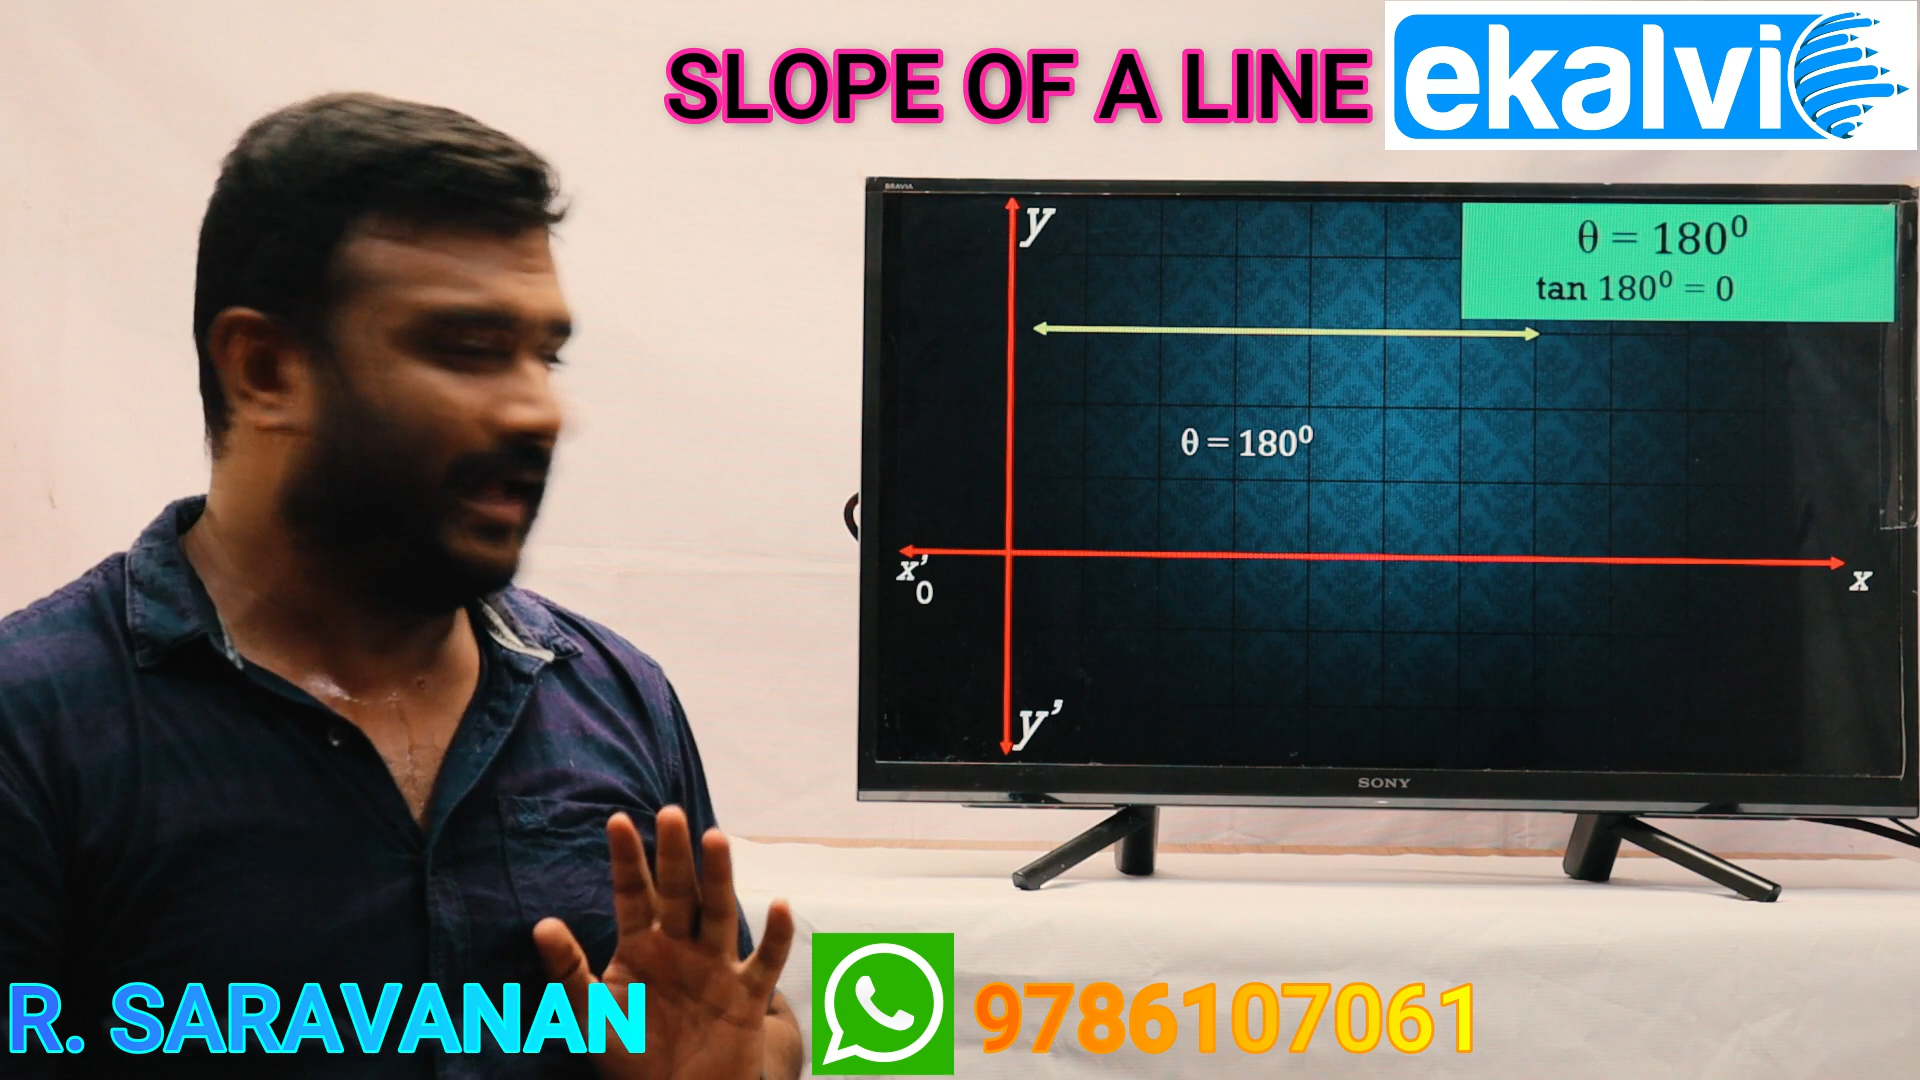 SLOPE OF A LINE
ekalvi
BRAVIA
y
θ = 180⁰
tan 180⁰ = 0
θ = 180⁰
x'
0
x
y'
SONY
R. SARAVANAN
9786107061